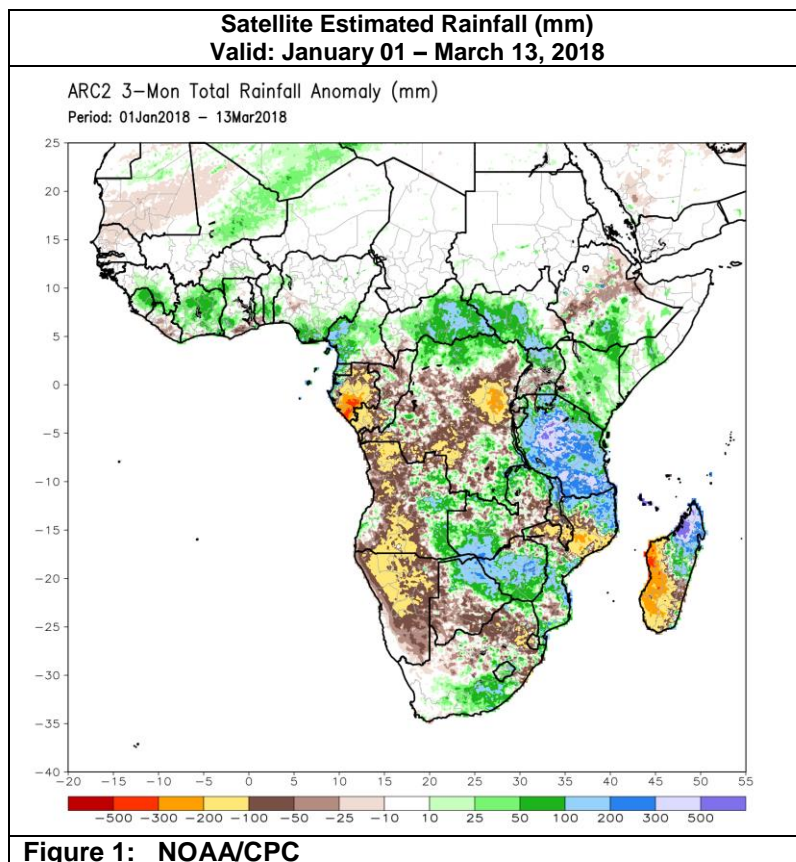 Satellite Estimated Rainfall (mm)
Valid: January 01 – March 13, 2018
ARC2 3-Mon Total Rainfall Anomaly (mm)
Period: 01Jan2018 – 13Mar2018
25
20
15
10
5
0
-5
-10
-15
-20
-25
-30
-35
-40
-20 -15 -10 -5 0 5 10 15 20 25 30 35 40 45 50 55
-500 -300 -200 -100 -50 -25 -10 10 25 50 100 200 300 500
Figure 1: NOAA/CPC